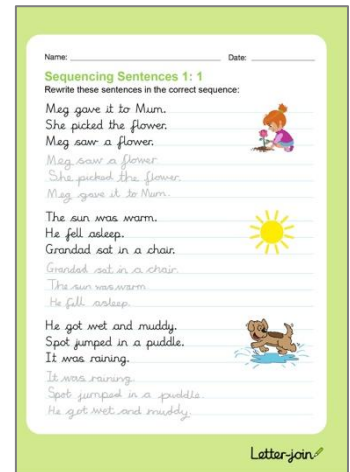 Name: Date:
Sequencing Sentences 1: 1
Rewrite these sentences in the correct sequence:
Meg gave it to Mum.
She picked the flower.
Meg saw a flower.
Meg saw a flower
She picked the flower.
Meg gave it to Mum.
The sun was warm.
He fell asleep.
Grandad sat in a chair.
Grandad sat in a chair.
The sun was warm
He fell asleep
He got wet and muddy.
Spot jumped in a puddle.
It was raining.
It was raining.
Spot jumped in a puddle.
He got wet and muddy.
Letter-join